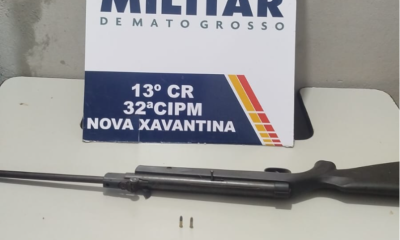 MILITAR
DE MATO GROSSO
13º CR
32ªCIPM
NOVA XAVANTINA